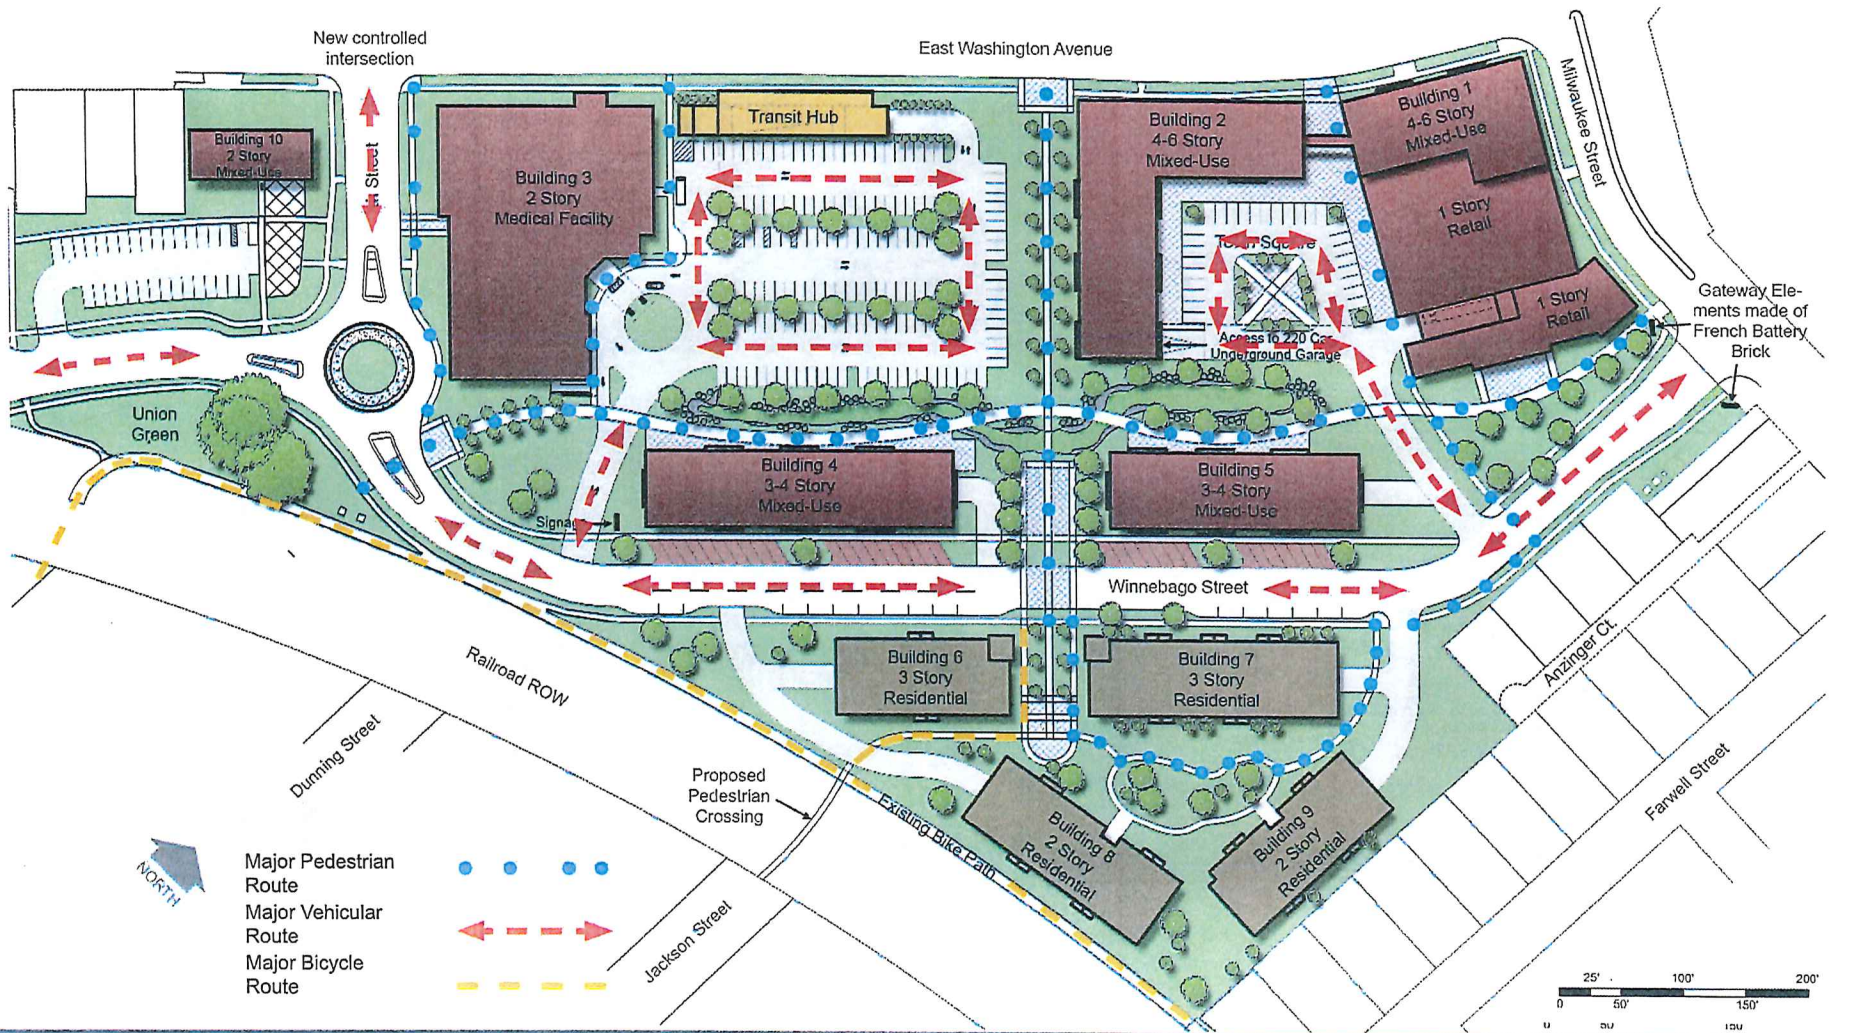 New controlled
intersection
East Washington Avenue
Milwaukee Street
Building 10
2 Story
Mixed-Use
Street
Building 3
2 Story
Medical Facility
Transit Hub
Building 2
4-6 Story
Mixed-Use
Building 1
4-6 Story
Mixed-Use
1 Story
Retail
1 Story
Retail
Town Square
Access to 220 Car
Underground Garage
Gateway Ele-
ments made of
French Battery
Brick
Union
Green
Building 4
3-4 Story
Mixed-Use
Building 5
3-4 Story
Mixed-Use
Signage
Winnebago Street
Building 6
3 Story
Residential
Building 7
3 Story
Residential
Anzinger Ct.
Railroad ROW
Dunning Street
Proposed
Pedestrian
Crossing
Existing Bike Path
Building 8
2 Story
Residential
Building 9
2 Story
Residential
Farwell Street
Jackson Street
NORTH
Major Pedestrian
Route
Major Vehicular
Route
Major Bicycle
Route
25' 100' 200'
0 50' 150'